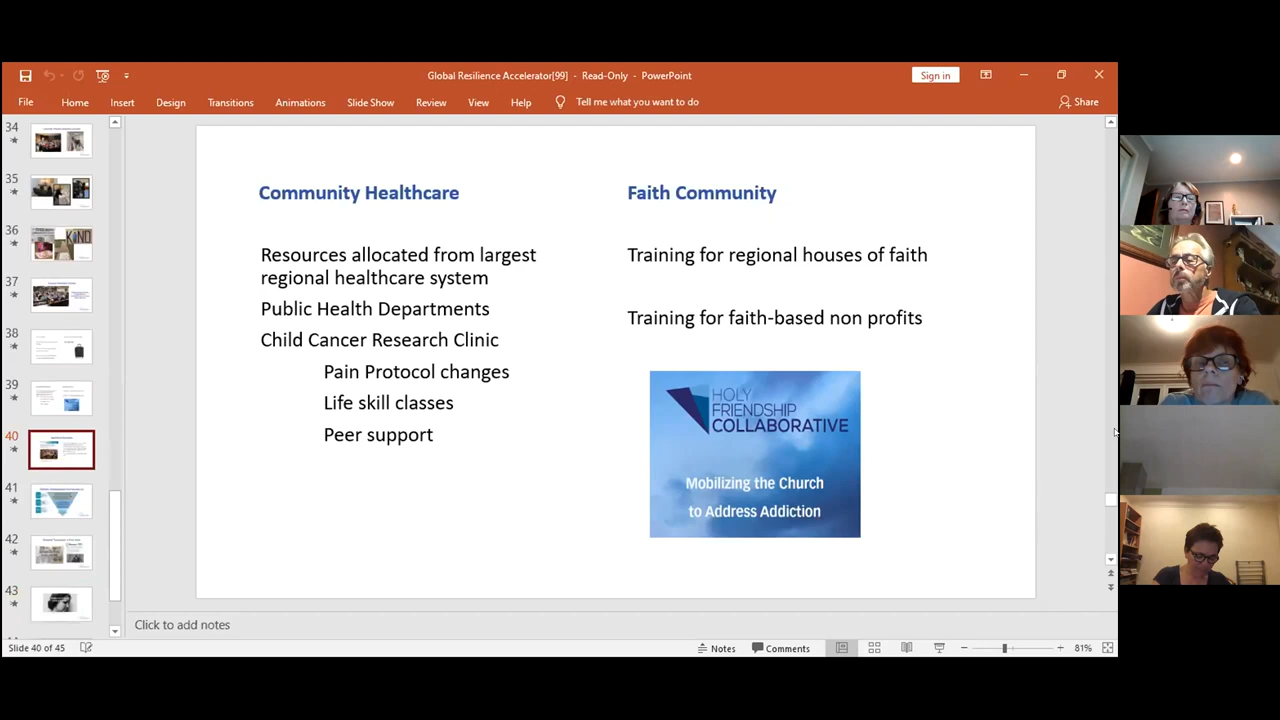 Global Resilience Accelerator[99] - Read-Only - PowerPoint
Sign in
File Home Insert Design Transitions Animations Slide Show Review View Help Tell me what you want to do
Share
34
35
36
37
38
39
40
41
42
43
Community Healthcare
Resources allocated from largest
regional healthcare system
Public Health Departments
Child Cancer Research Clinic
Pain Protocol changes
Life skill classes
Peer support
Faith Community
Training for regional houses of faith
Training for faith-based non profits
HOLY
FRIENDSHIP
COLLABORATIVE
Mobilizing the Church
to Address Addiction
Click to add notes
Slide 40 of 45
Notes
Comments
81%